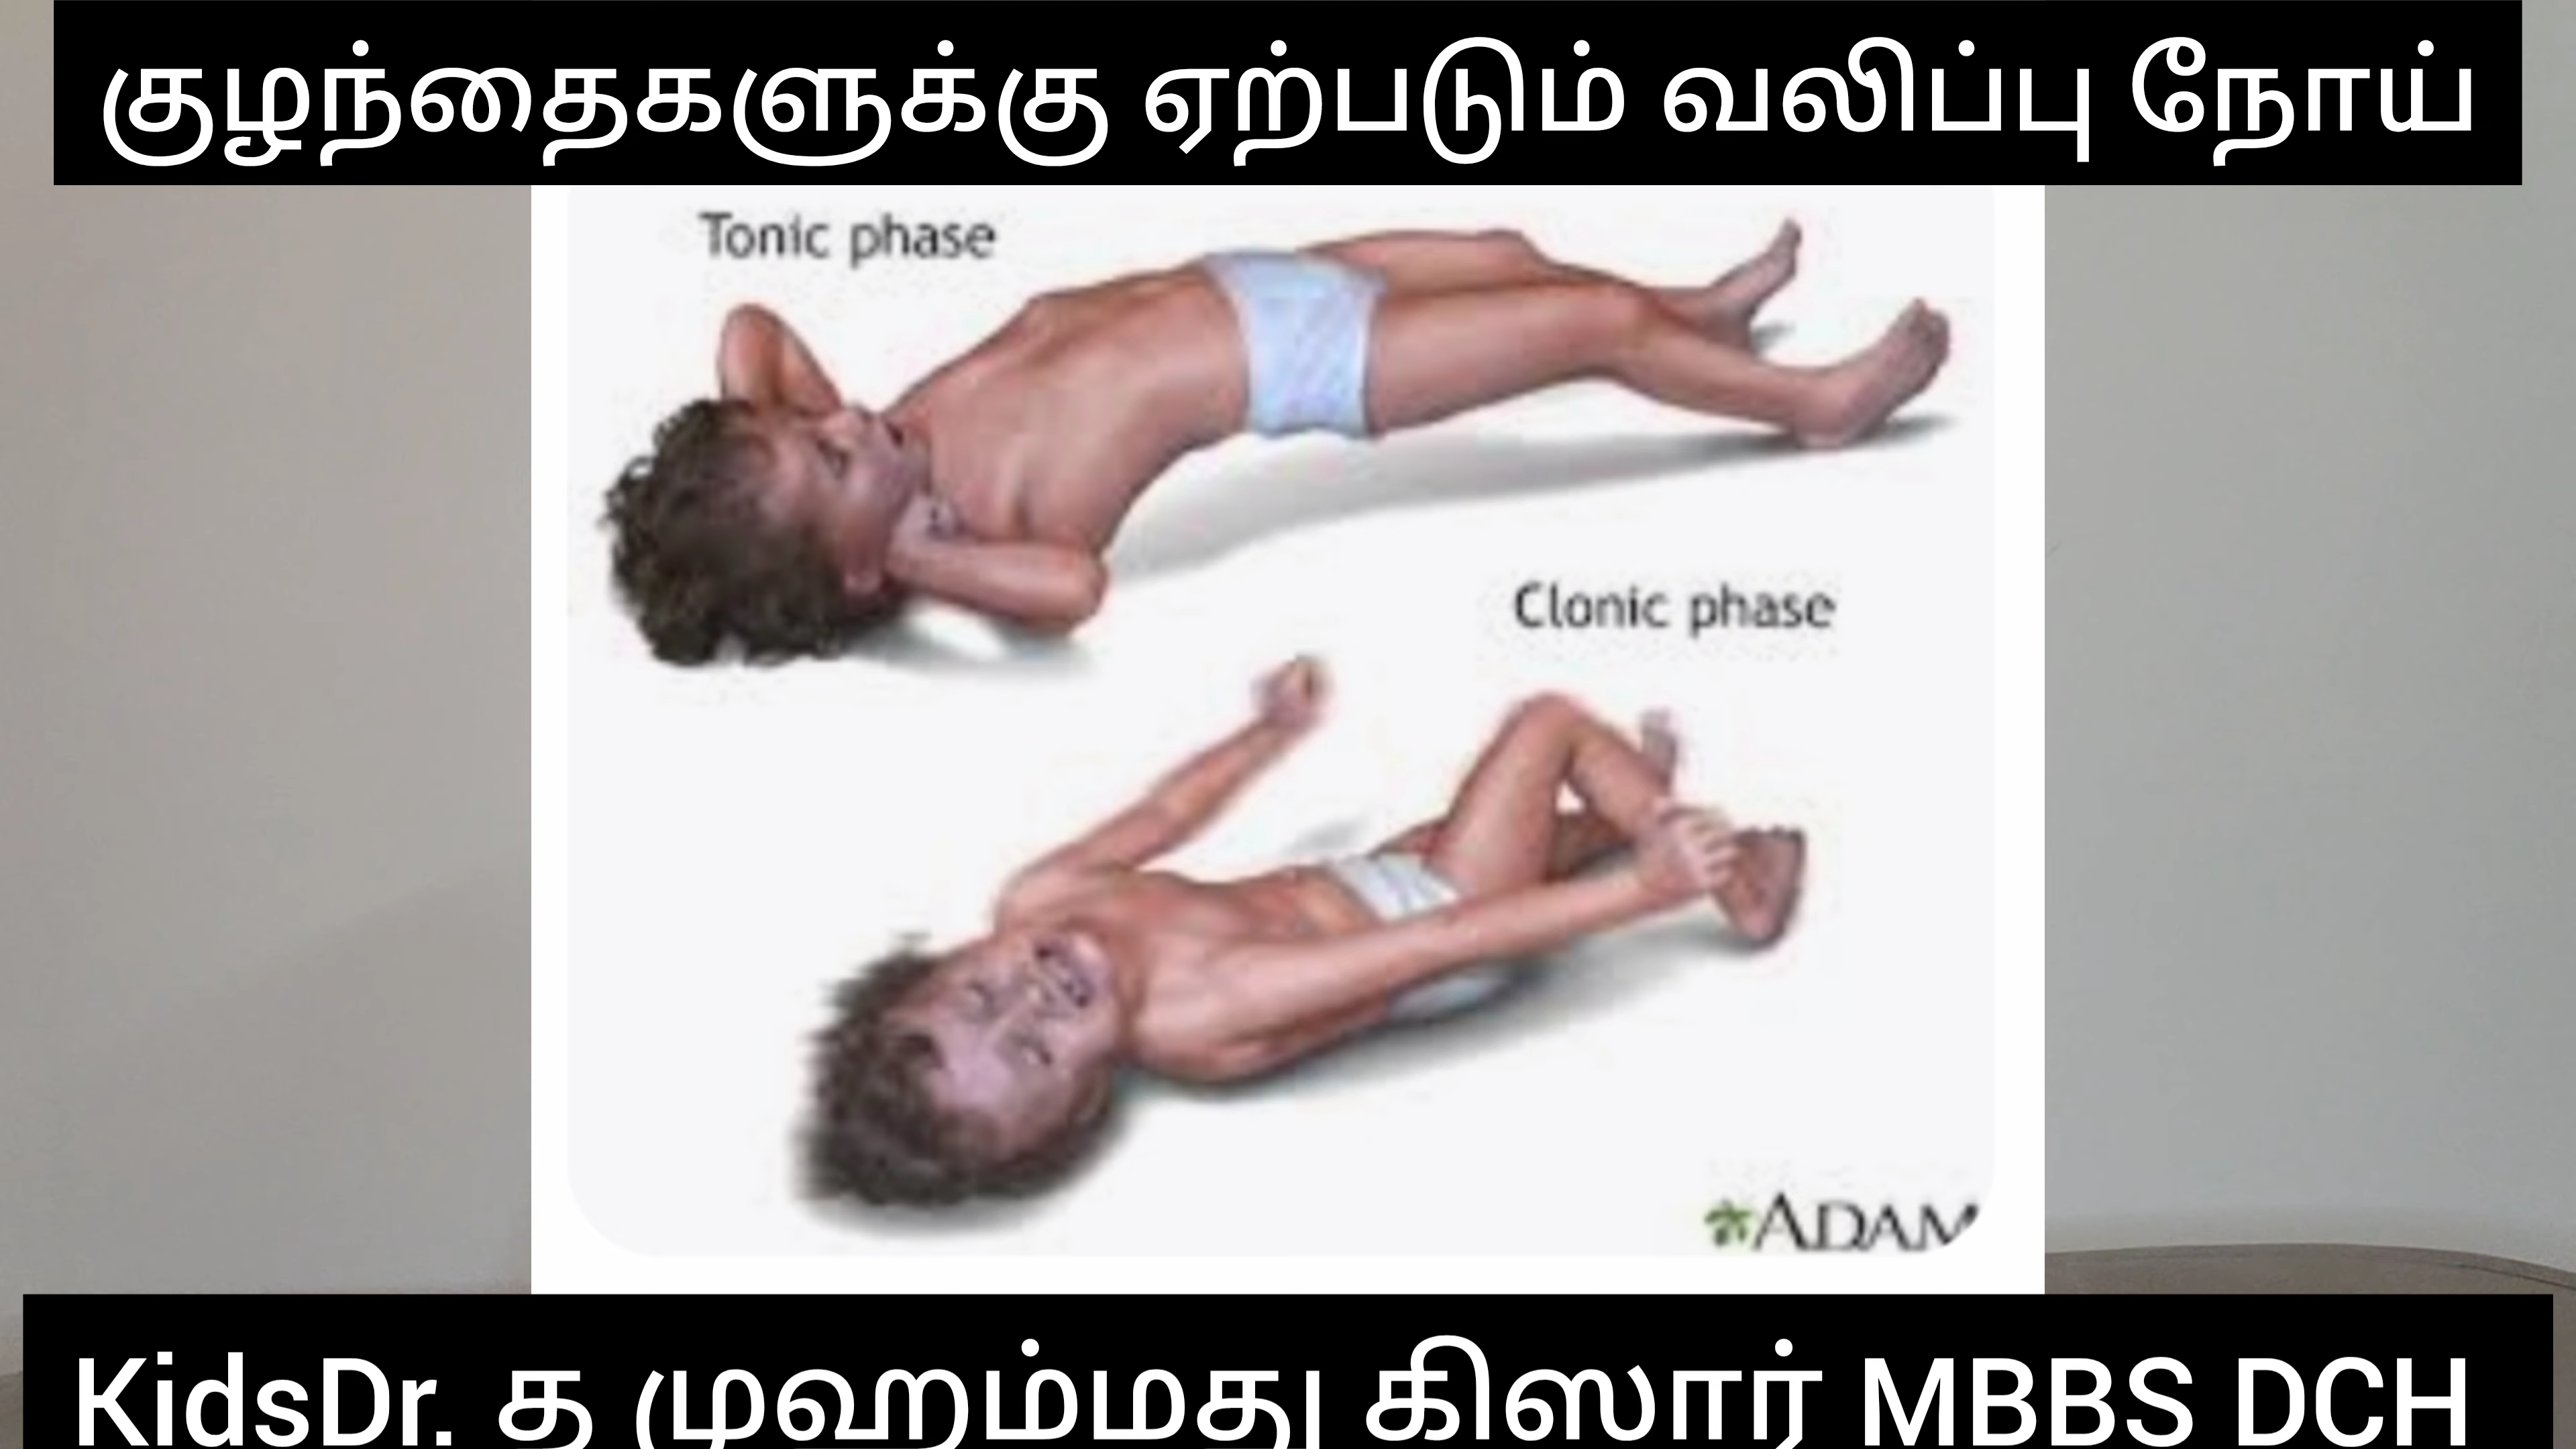 குழந்தைகளுக்கு ஏற்படும் வலிப்பு நோய்
Tonic phase
Clonic phase
ADAM
KidsDr. த முஹம்மது கிஸார் MBBS DCH